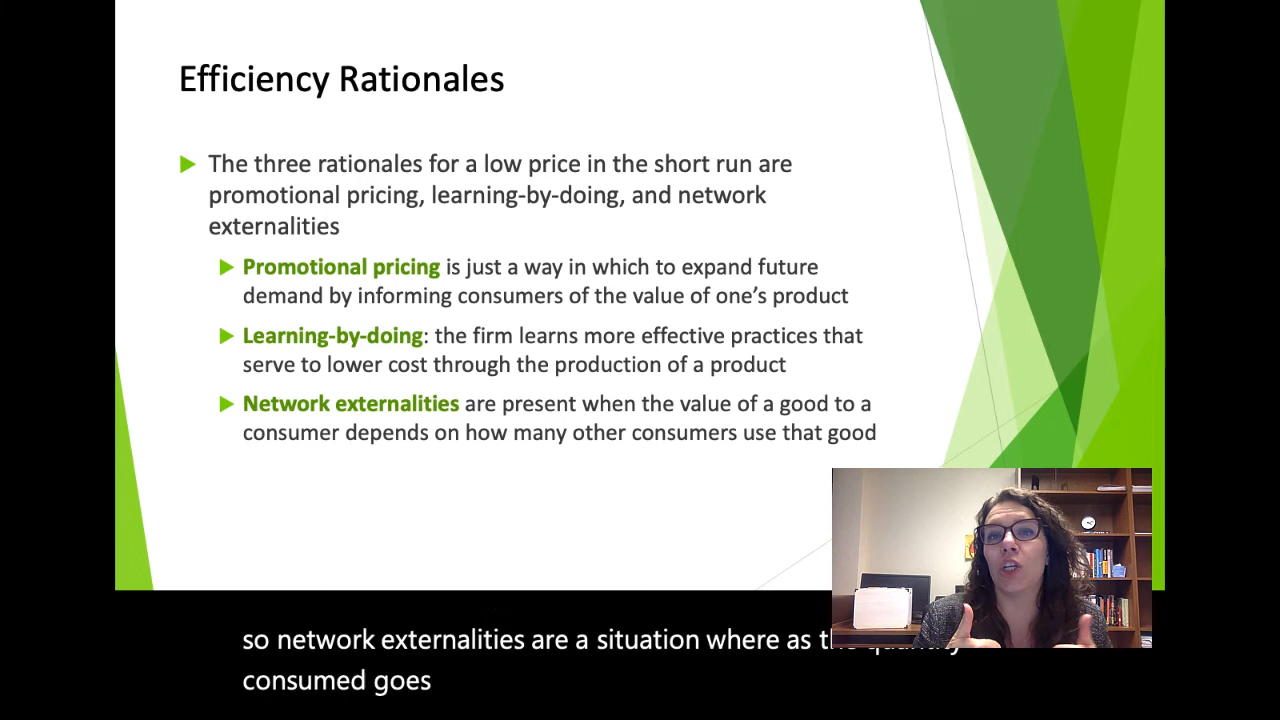 Efficiency Rationales
The three rationales for a low price in the short run are
promotional pricing, learning-by-doing, and network
externalities
Promotional pricing is just a way in which to expand future
demand by informing consumers of the value of one’s product
Learning-by-doing: the firm learns more effective practices that
serve to lower cost through the production of a product
Network externalities are present when the value of a good to a
consumer depends on how many other consumers use that good
so network externalities are a situation where as the quantity
consumed goes